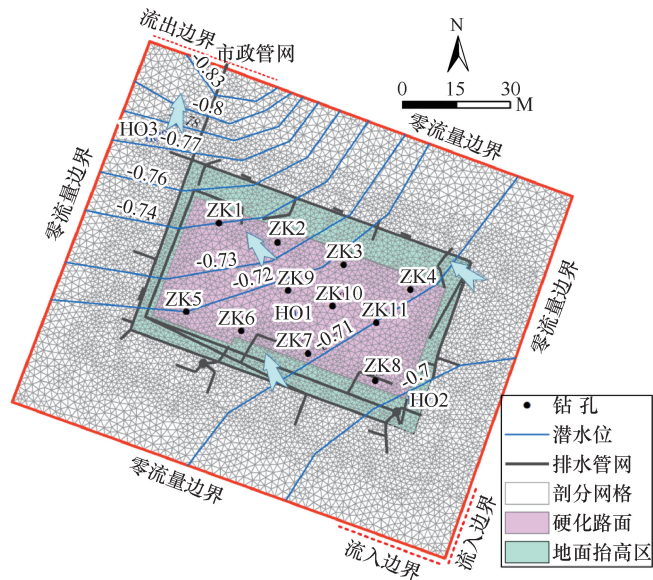 流出边界
市政管网
N
0 15 30 M
-0.83
-0.8
-0.77
-0.76
-0.74
-0.73
-0.72
-0.71
-0.7
HO3
零流量边界
零流量边界
零流量边界
零流量边界
ZK1
ZK2
ZK3
ZK4
ZK9
ZK10
ZK5
ZK6
HO1
ZK11
ZK7
ZK8
HO2
流入边界
流入边界
钻孔
潜水位
排水管网
剖分网格
硬化路面
地面抬高区